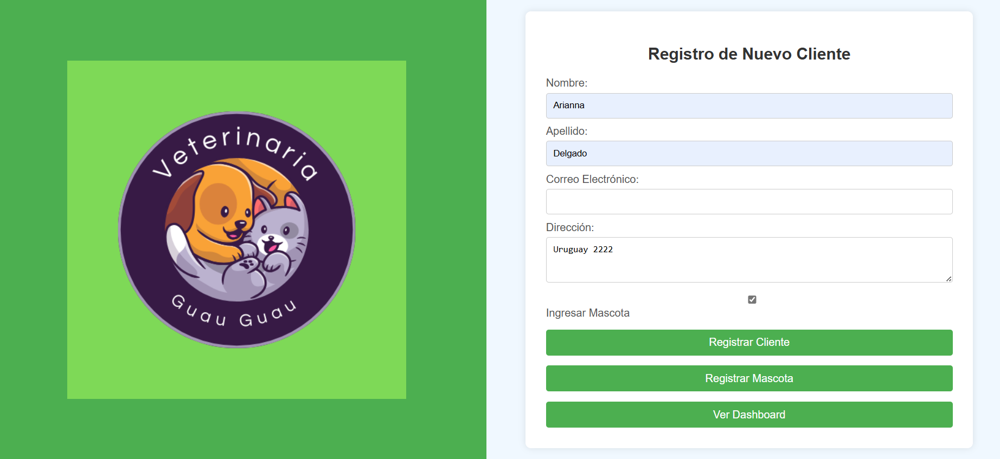 Veterinaria
Guau Guau
Registro de Nuevo Cliente
Nombre:
Arianna
Apellido:
Delgado
Correo Electrónico:
Dirección:
Uruguay 2222
Ingresar Mascota
Registrar Cliente
Registrar Mascota
Ver Dashboard